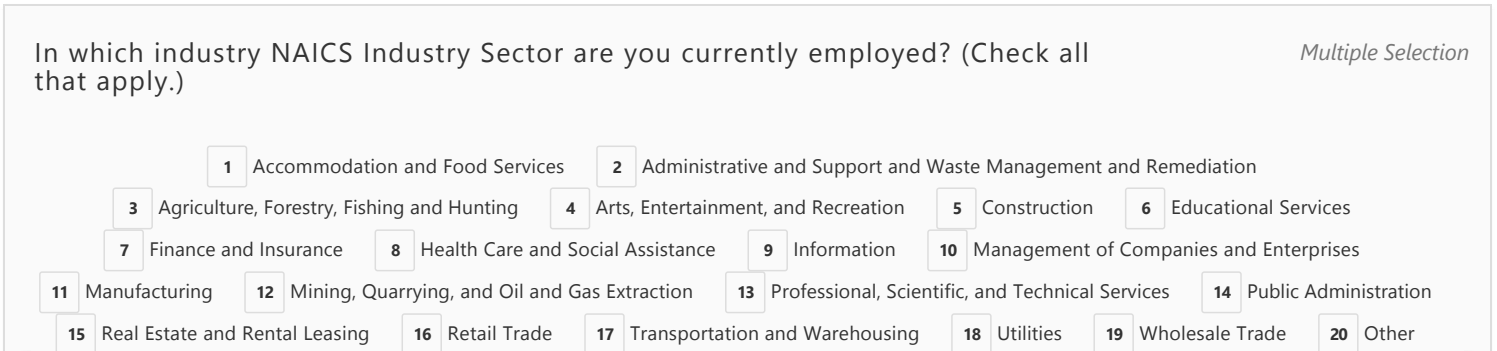 In which industry NAICS Industry Sector are you currently employed? (Check all
that apply.)
Multiple Selection
1 Accommodation and Food Services 2 Administrative and Support and Waste Management and Remediation
3 Agriculture, Forestry, Fishing and Hunting 4 Arts, Entertainment, and Recreation 5 Construction 6 Educational Services
7 Finance and Insurance 8 Health Care and Social Assistance 9 Information 10 Management of Companies and Enterprises
11 Manufacturing 12 Mining, Quarrying, and Oil and Gas Extraction 13 Professional, Scientific, and Technical Services 14 Public Administration
15 Real Estate and Rental Leasing 16 Retail Trade 17 Transportation and Warehousing 18 Utilities 19 Wholesale Trade 20 Other